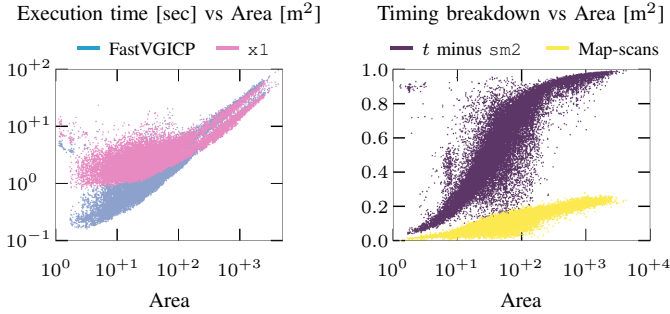 Execution time [sec] vs Area [m²]
FastVGICP x1
10⁺²
10⁺¹
10⁰
10⁻¹
10⁰ 10⁺¹ 10⁺² 10⁺³
Area
Timing breakdown vs Area [m²]
t minus sm2 Map-scans
1.0
0.8
0.6
0.4
0.2
0.0
10⁰ 10⁺¹ 10⁺² 10⁺³ 10⁺⁴
Area